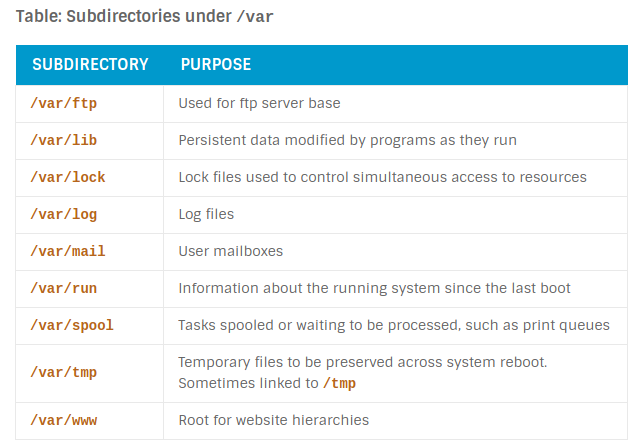 Table: Subdirectories under /var
SUBDIRECTORY PURPOSE
/var/ftp Used for ftp server base
/var/lib Persistent data modified by programs as they run
/var/lock Lock files used to control simultaneous access to resources
/var/log Log files
/var/mail User mailboxes
/var/run Information about the running system since the last boot
/var/spool Tasks spooled or waiting to be processed, such as print queues
/var/tmp Temporary files to be preserved across system reboot.
Sometimes linked to /tmp
/var/www Root for website hierarchies